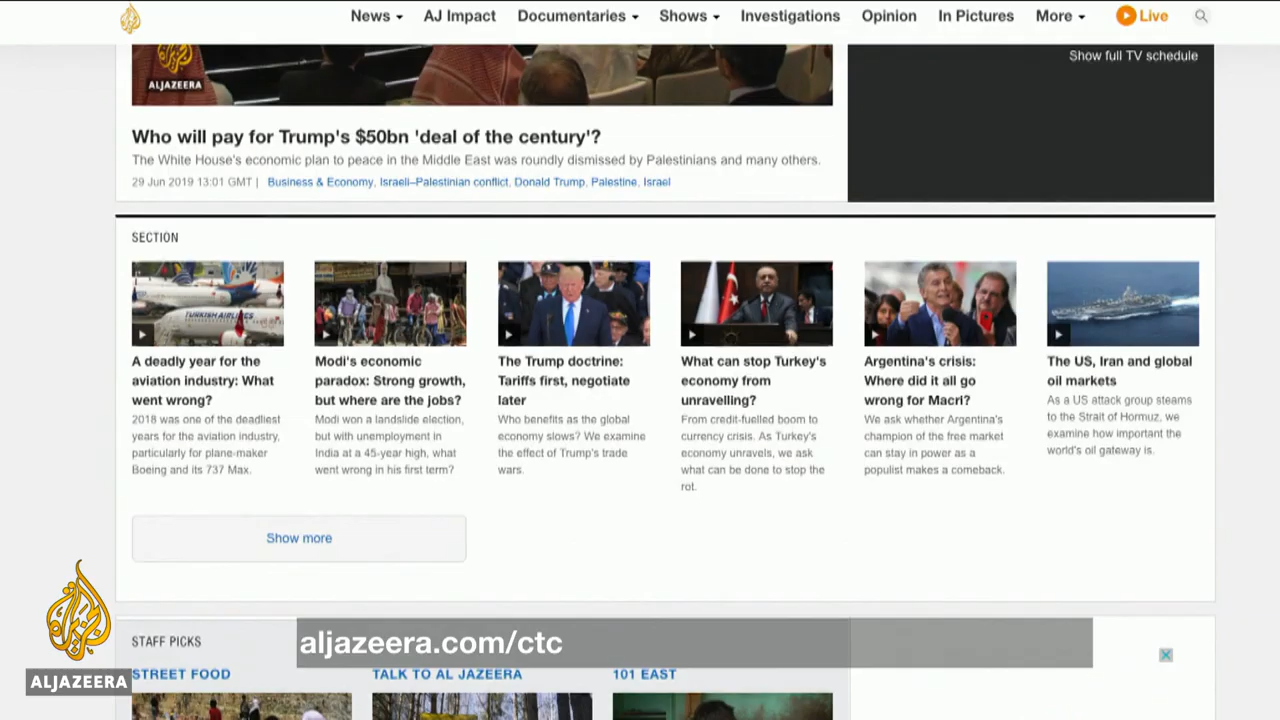 News
AJ Impact
Documentaries
Shows
Investigations
Opinion
In Pictures
More
Live
ALJAZEERA
Show full TV schedule
Who will pay for Trump's $50bn 'deal of the century'?
The White House's economic plan to peace in the Middle East was roundly dismissed by Palestinians and many others.
29 Jun 2019 13:01 GMT | Business & Economy, Israeli–Palestinian conflict, Donald Trump, Palestine, Israel
SECTION
TURKISH AIRLINES
A deadly year for the
aviation industry: What
went wrong?
2018 was one of the deadliest
years for the aviation industry,
particularly for plane-maker
Boeing and its 737 Max.
Modi's economic
paradox: Strong growth,
but where are the jobs?
Modi won a landslide election,
but with unemployment in
India at a 45-year high, what
went wrong in his first term?
The Trump doctrine:
Tariffs first, negotiate
later
Who benefits as the global
economy slows? We examine
the effect of Trump's trade
wars.
What can stop Turkey's
economy from
unravelling?
From credit-fuelled boom to
currency crisis. As Turkey's
economy unravels, we ask
what can be done to stop the
rot.
Argentina's crisis:
Where did it all go
wrong for Macri?
We ask whether Argentina's
champion of the free market
can stay in power as a
populist makes a comeback.
The US, Iran and global
oil markets
As a US attack group steams
to the Strait of Hormuz, we
examine how important the
world's oil gateway is.
Show more
STAFF PICKS
aljazeera.com/ctc
STREET FOOD
TALK TO AL JAZEERA
101 EAST
ALJAZEERA